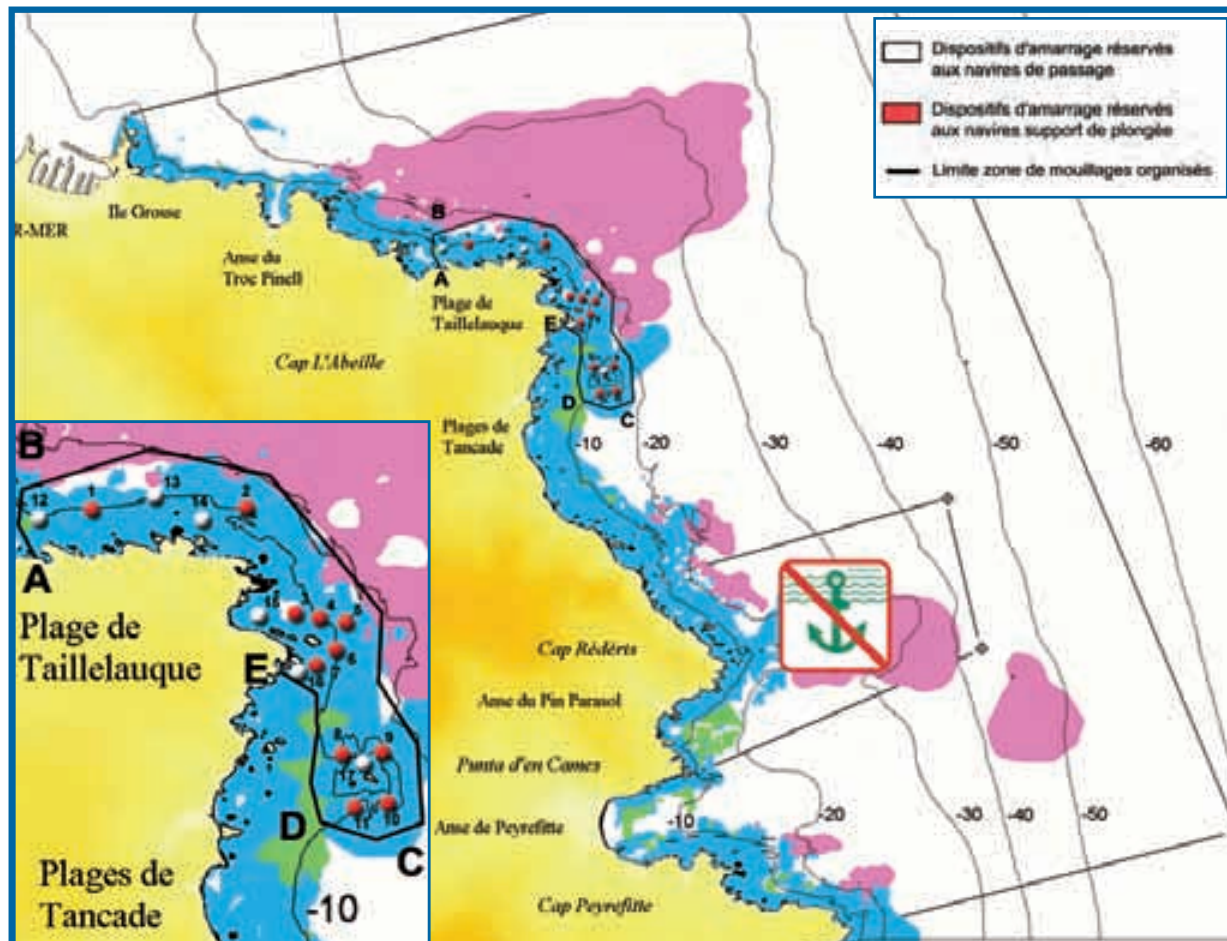 Dispositifs d'amarrage réservés
aux navires de passage
Dispositifs d'amarrage réservés
aux navires support de plongée
Limite zone de mouillages organisés
Ile Grosse
R-MER
Anse du
Troc Pinell
B
A
Plage de
Taillelauque
E
Cap L'Abeille
D
C
Plages de
Tancade
-10
-20
-30
-40
-50
-60
Cap Rédéris
Anse du Pin Parasol
Punta d'en Cames
Anse de Peyrefitte
-10
-20
-30
-40
-50
Cap Peyrefitte
B
12
1
13
14
2
A
Plage de
Taillelauque
15
4
5
6
7
16
E
8
9
17
11
10
D
C
Plages de
Tancade
-10